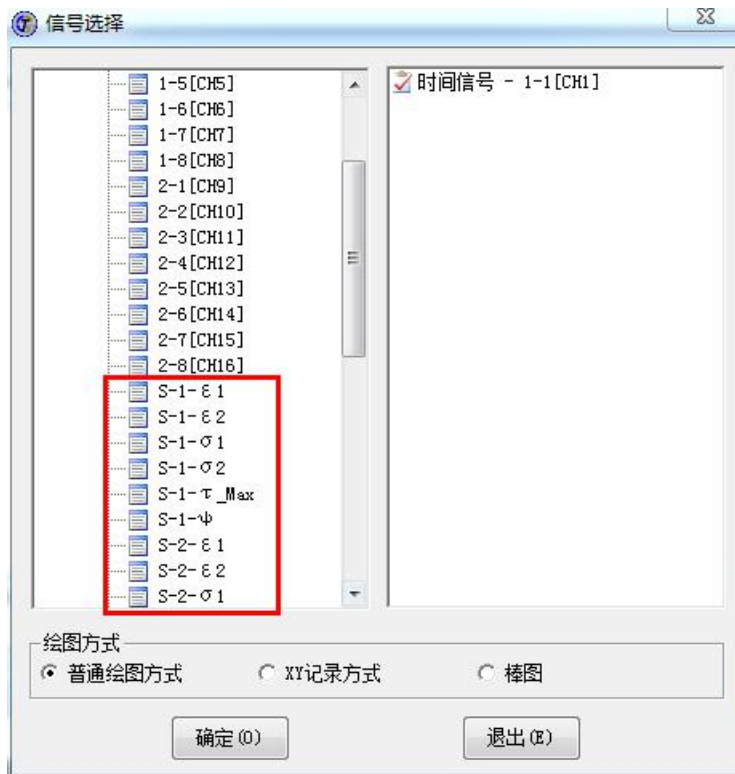 信号选择
1-5[CH5]
1-6[CH6]
1-7[CH7]
1-8[CH8]
2-1[CH9]
2-2[CH10]
2-3[CH11]
2-4[CH12]
2-5[CH13]
2-6[CH14]
2-7[CH15]
2-8[CH16]
S-1-ε1
S-1-ε2
S-1-σ1
S-1-σ2
S-1-τ_Max
S-1-ψ
S-2-ε1
S-2-ε2
S-2-σ1
时间信号 - 1-1[CH1]
绘图方式
普通绘图方式
XY记录方式
棒图
确定(O)
退出(E)